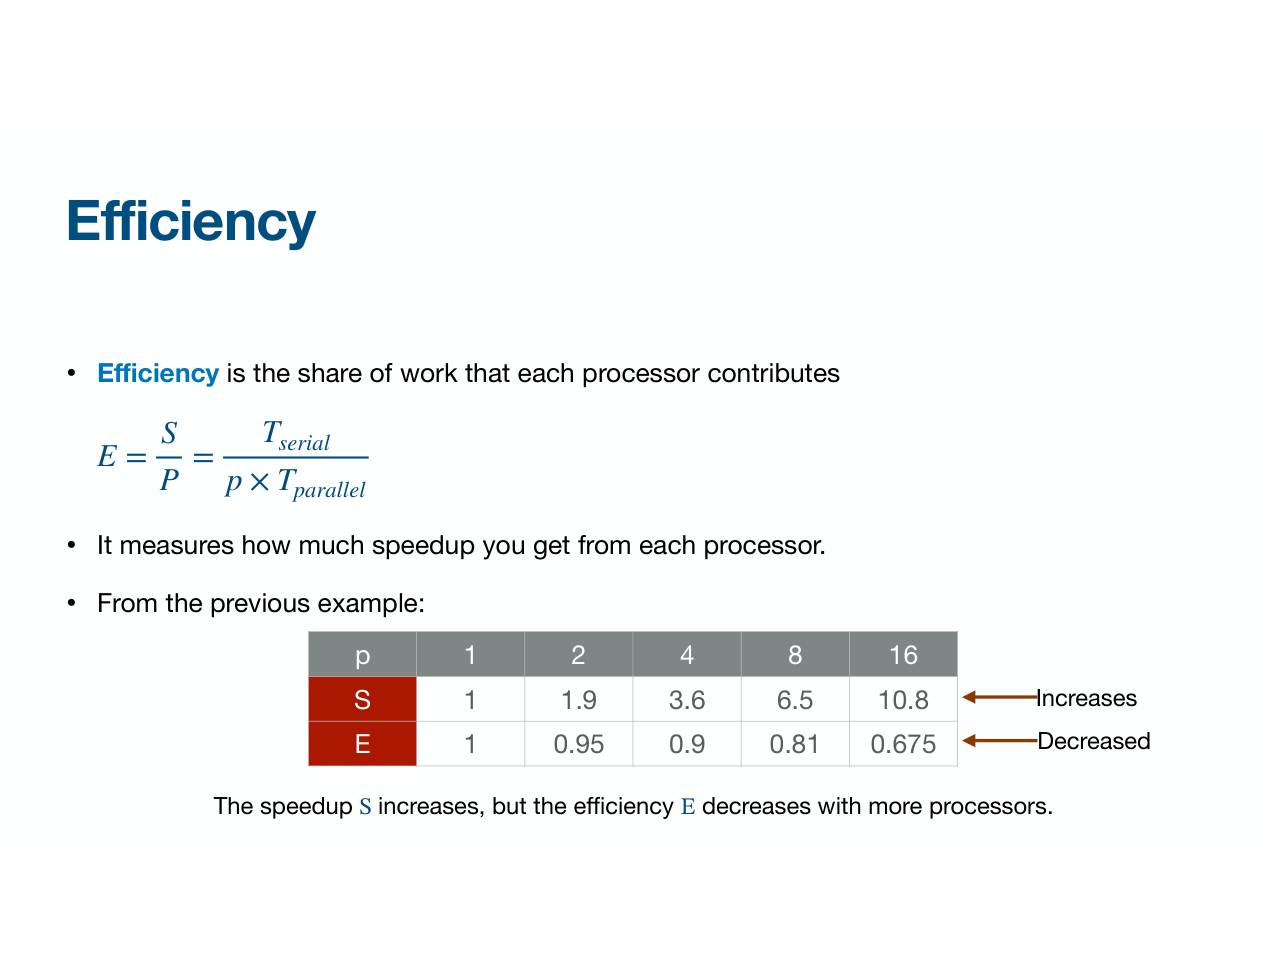 Efficiency
• Efficiency is the share of work that each processor contributes
E = S/P = T_serial / (p × T_parallel)
• It measures how much speedup you get from each processor.
• From the previous example:
p 1 2 4 8 16
S 1 1.9 3.6 6.5 10.8 Increases
E 1 0.95 0.9 0.81 0.675 Decreased
The speedup S increases, but the efficiency E decreases with more processors.